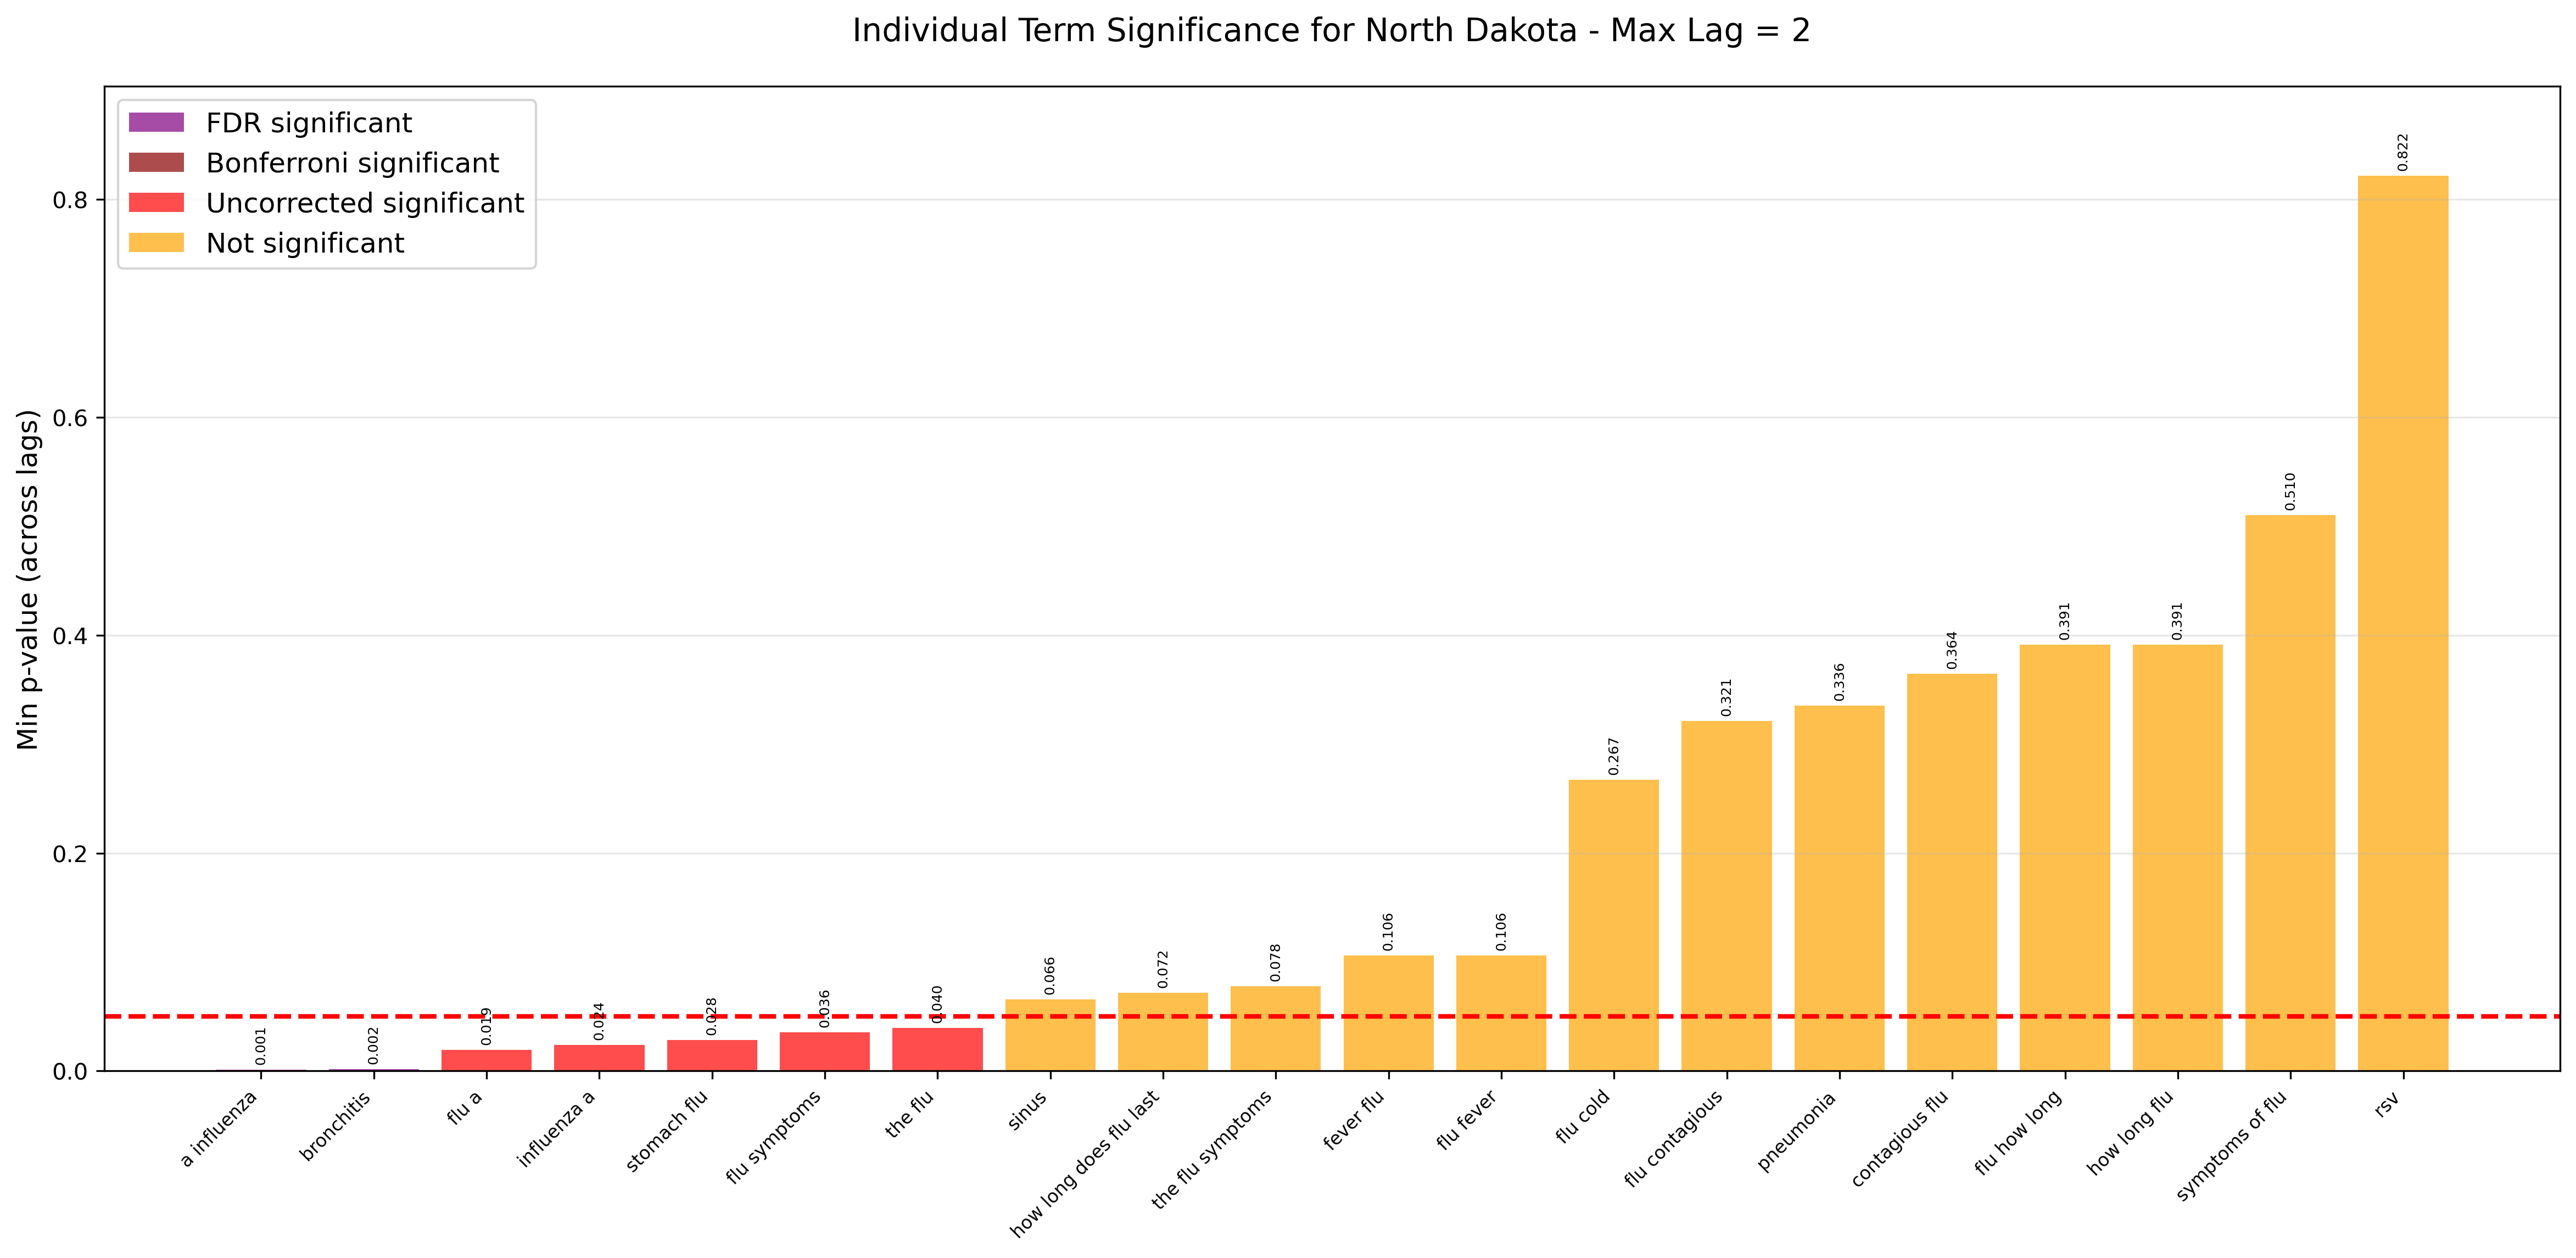 Individual Term Significance for North Dakota - Max Lag = 2
FDR significant
Bonferroni significant
Uncorrected significant
Not significant
Min p-value (across lags)
0.8
0.6
0.4
0.2
0.0
0.001
0.002
0.019
0.024
0.028
0.036
0.040
0.066
0.072
0.078
0.106
0.106
0.267
0.321
0.336
0.364
0.391
0.391
0.510
0.822
a influenza
bronchitis
flu a
influenza a
stomach flu
flu symptoms
the flu
sinus
how long does flu last
the flu symptoms
fever flu
flu fever
flu cold
flu contagious
pneumonia
contagious flu
flu how long
how long flu
symptoms of flu
rsv